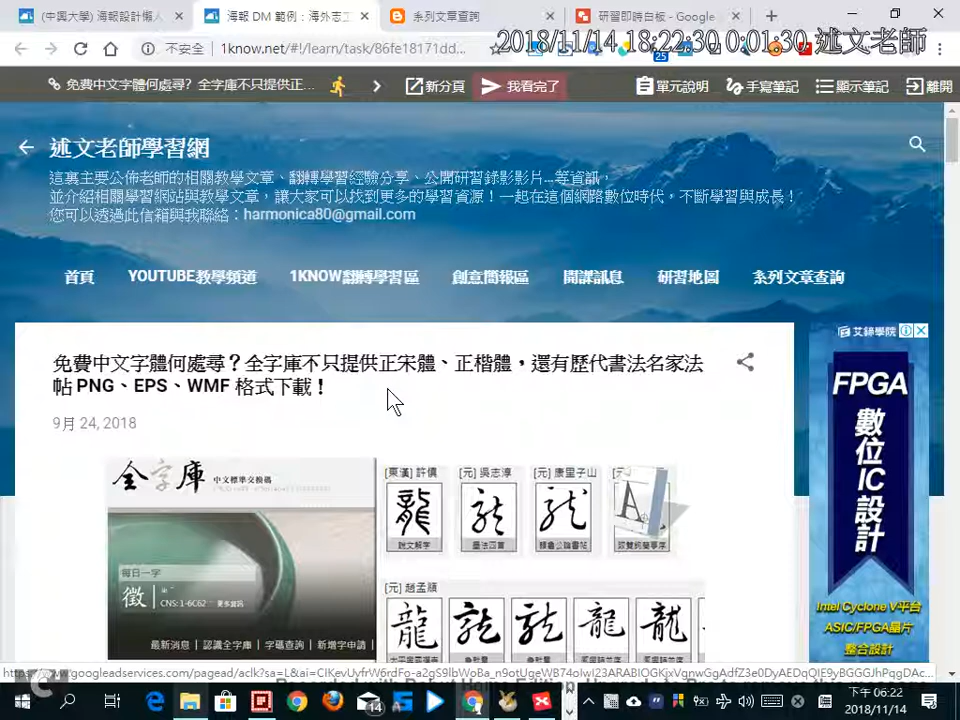 (中興大學) 海報設計懶人
海報 DM 範例：海外志工
系列文章查詢
研習即時白板 - Google
不安全
1know.net/#!/learn/task/86fe18171dd...
2018/11/14 18:22:30 0:01:30 述文老師
25
免費中文字體何處尋？全字庫不只提供正...
新分頁
我看完了
單元說明
手寫筆記
顯示筆記
離開
述文老師學習網
這裏主要公佈老師的相關教學文章、翻轉學習經驗分享、公開研習錄影影片...等資訊，
並介紹相關學習網站與教學文章，讓大家可以找到更多的學習資源！一起在這個網路數位時代，不斷學習與成長！
您可以透過此信箱與我聯絡：harmonica80@gmail.com
首頁
YOUTUBE教學頻道
1KNOW翻轉學習區
創意簡報區
開課訊息
研習地圖
系列文章查詢
免費中文字體何處尋？全字庫不只提供正宋體、正楷體，還有歷代書法名家法
帖 PNG、EPS、WMF 格式下載！
9月 24, 2018
全字庫
中文標準交換碼
每日一字
徵
CNS:1-6C62
更多資訊
最新消息 | 認識全字庫 | 字碼查詢 | 新增字申請 |
[東漢] 許慎
[元] 吳志淳
[元] 康里子山
龍
說文解字
[元] 趙孟頫
艾鍗學院
FPGA
數位IC設計
Intel Cyclone V平台
ASIC/FPGA晶片
整合設計
14
下午 06:22
2018/11/14